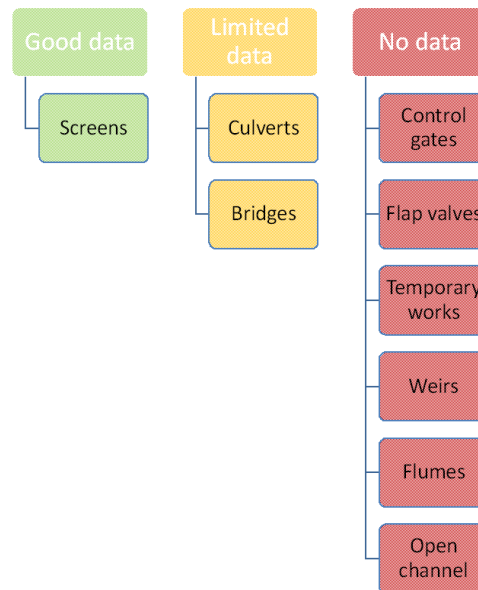 Good data
Screens
Limited
data
Culverts
Bridges
No data
Control
gates
Flap valves
Temporary
works
Weirs
Flumes
Open
channel